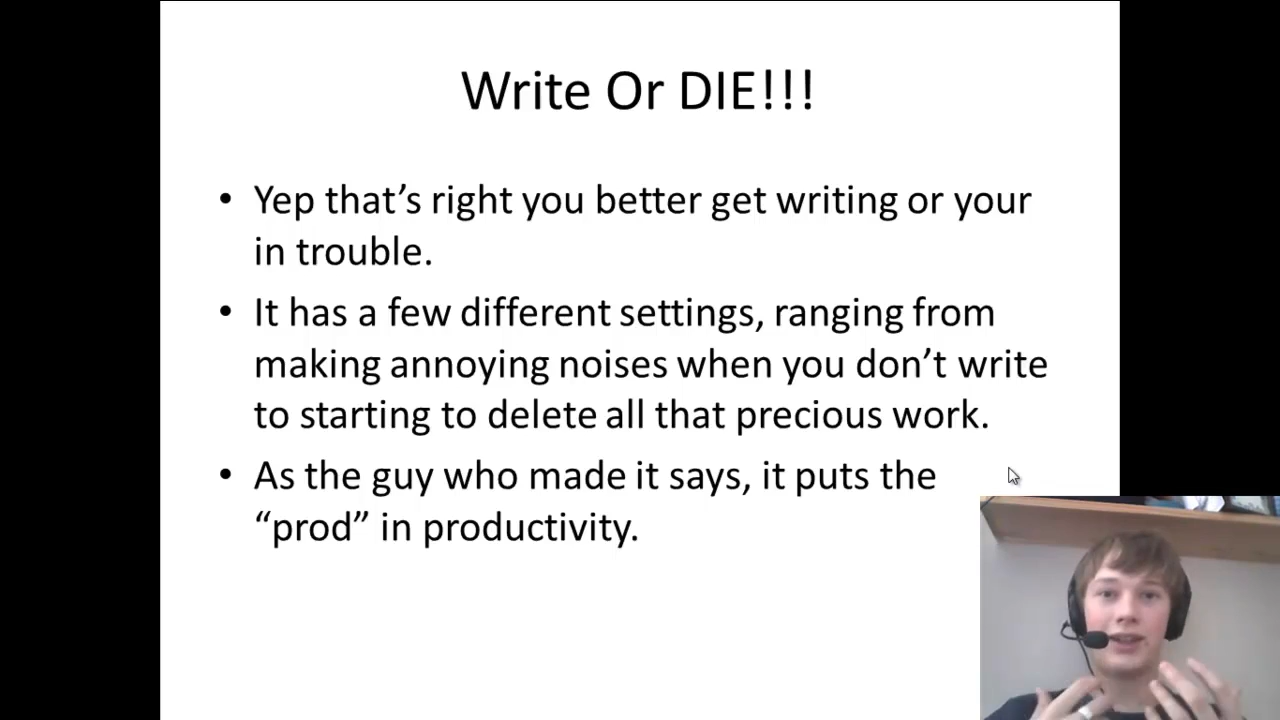 Write Or DIE!!!
• Yep that’s right you better get writing or your
in trouble.
• It has a few different settings, ranging from
making annoying noises when you don’t write
to starting to delete all that precious work.
• As the guy who made it says, it puts the
“prod” in productivity.